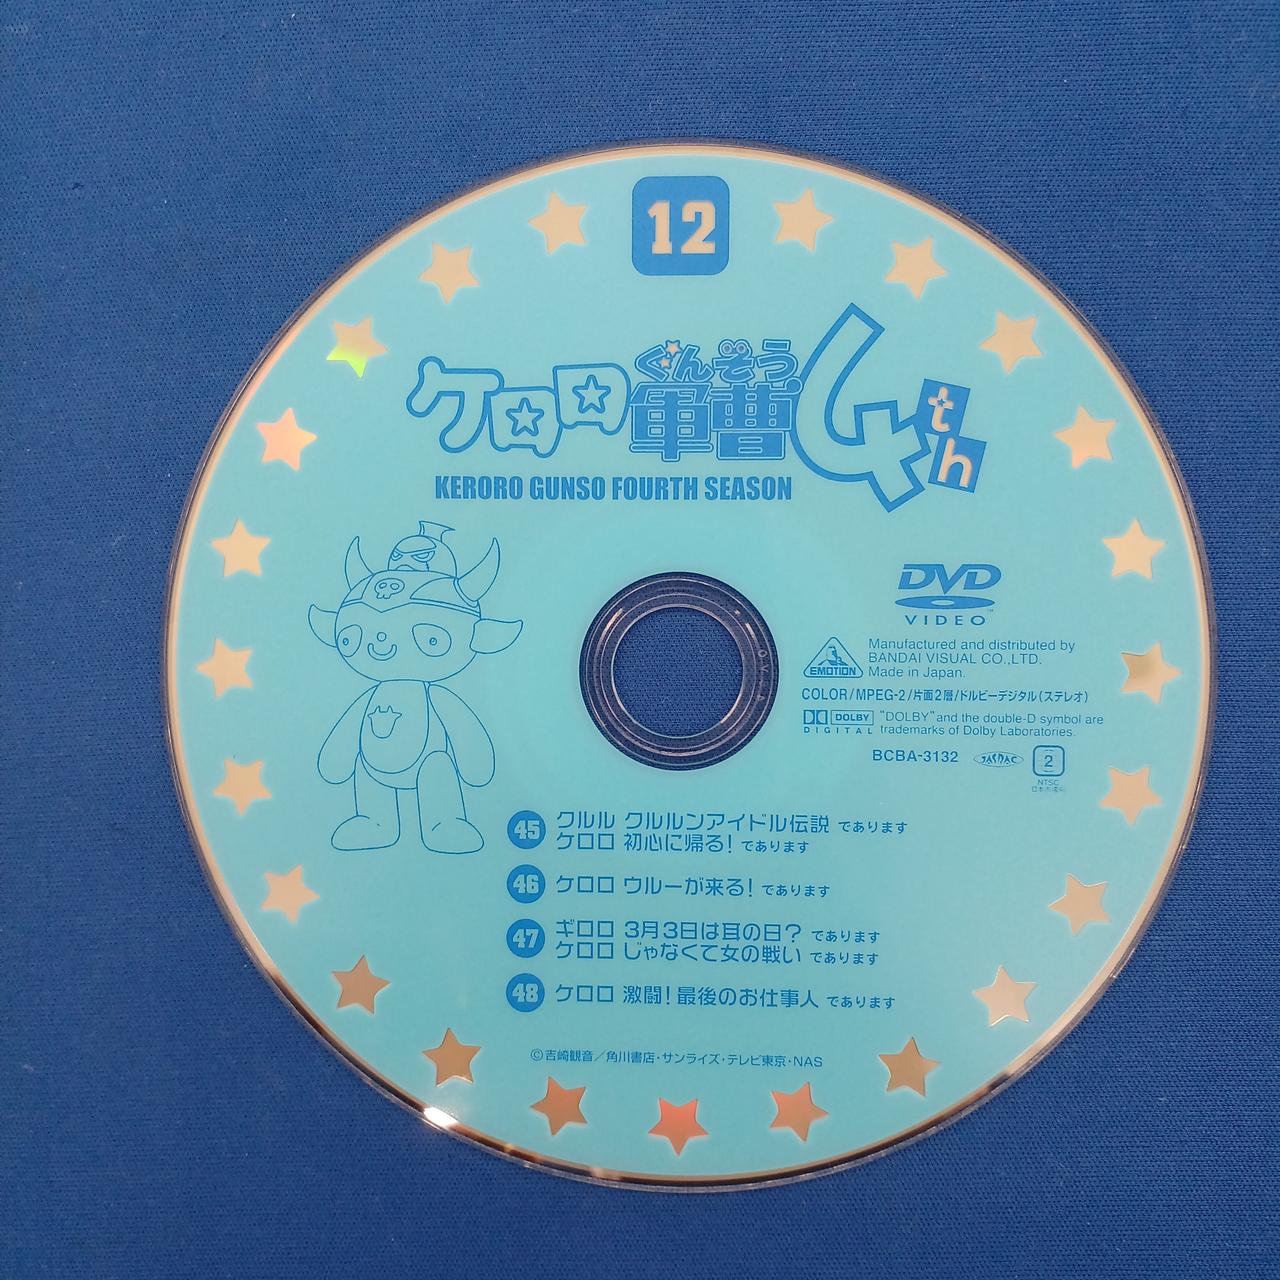 12
ケロロ軍曹
ぐんそう
4th
KERORO GUNSO FOURTH SEASON
DVD
VIDEO
EMOTION
Manufactured and distributed by
BANDAI VISUAL CO.,LTD.
Made in Japan.
COLOR/MPEG-2/片面2層/ドルビーデジタル(ステレオ)
DOLBY
DIGITAL
"DOLBY" and the double-D symbol are
trademarks of Dolby Laboratories.
BCBA-3132
JASRAC
2
NTSC
日本市場向
45 クルル クルルンアイドル伝説 であります
ケロロ 初心に帰る! であります
46 ケロロ ウルーが来る! であります
47 ギロロ 3月3日は耳の日? であります
ケロロ じゃなくて女の戦い であります
48 ケロロ 激闘!最後のお仕事人 であります
©吉崎観音/角川書店・サンライズ・テレビ東京・NAS